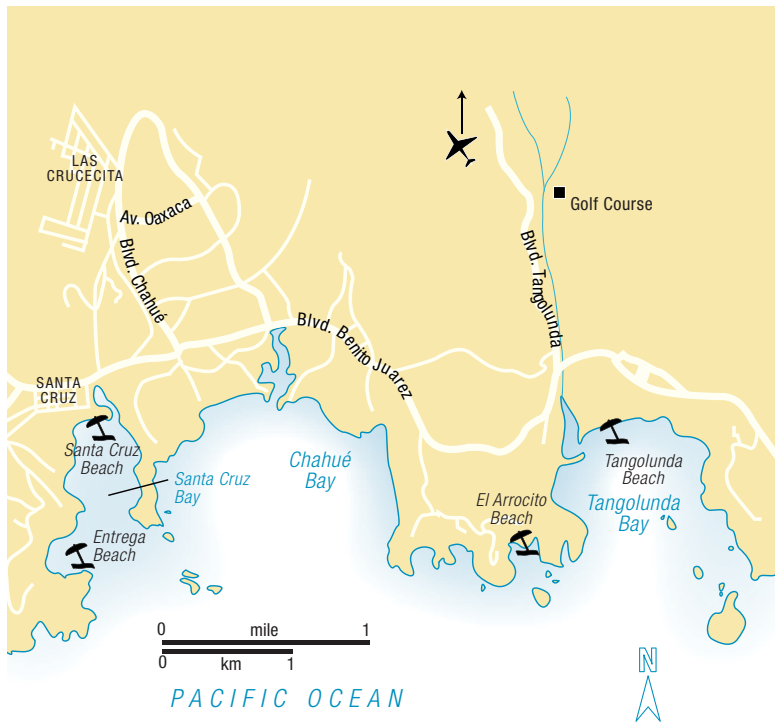 LAS
CRUCECITA
Av. Oaxaca
Blvd. Chahué
Golf Course
Blvd. Tangolunda
Blvd. Benito Juarez
SANTA
CRUZ
Santa Cruz
Beach
Santa Cruz
Bay
Chahué
Bay
Tangolunda
Beach
El Arrocito
Beach
Tangolunda
Bay
Entrega
Beach
0 mile 1
0 km 1
N
PACIFIC OCEAN